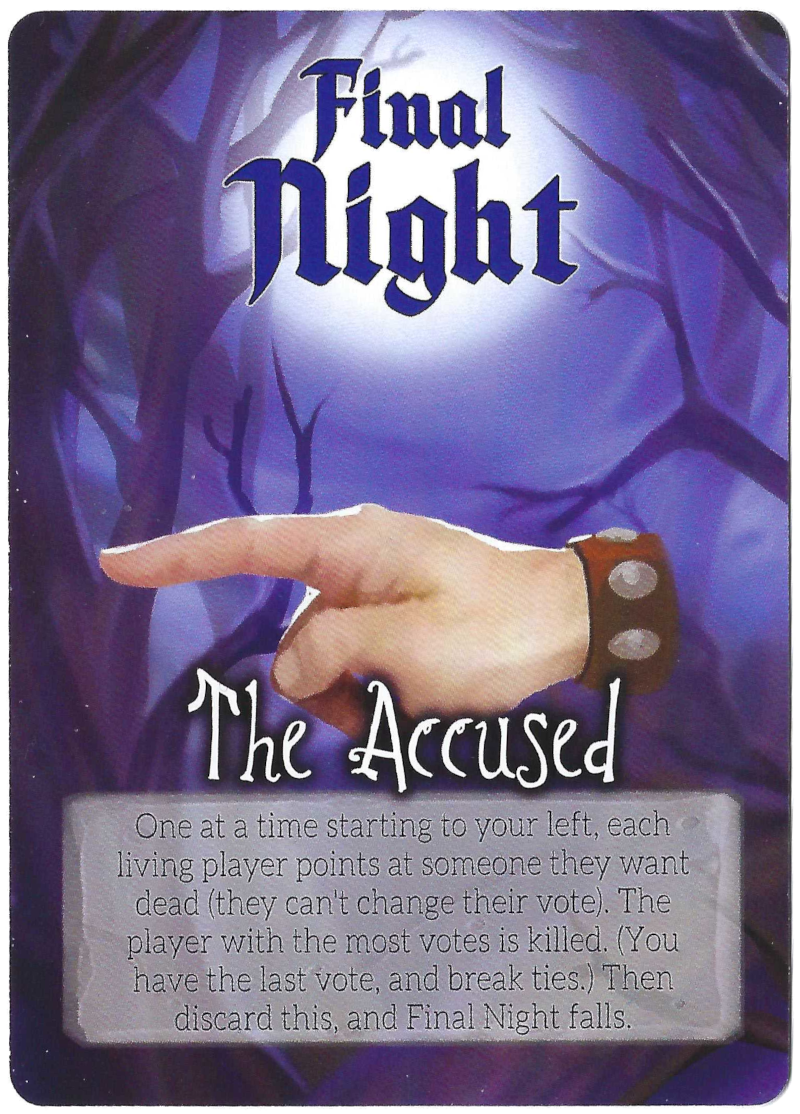 Final
Night
The Accused
One at a time starting to your left, each
living player points at someone they want
dead (they can't change their vote). The
player with the most votes is killed. (You
have the last vote, and break ties.) Then
discard this, and Final Night falls.